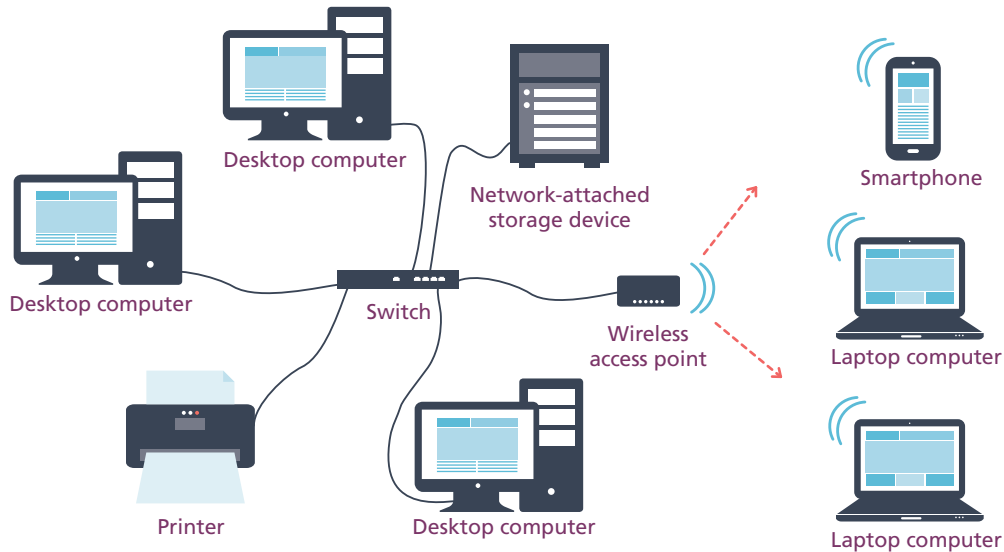 Desktop computer
Network-attached
storage device
Smartphone
Desktop computer
Switch
Wireless
access point
Laptop computer
Printer
Desktop computer
Laptop computer